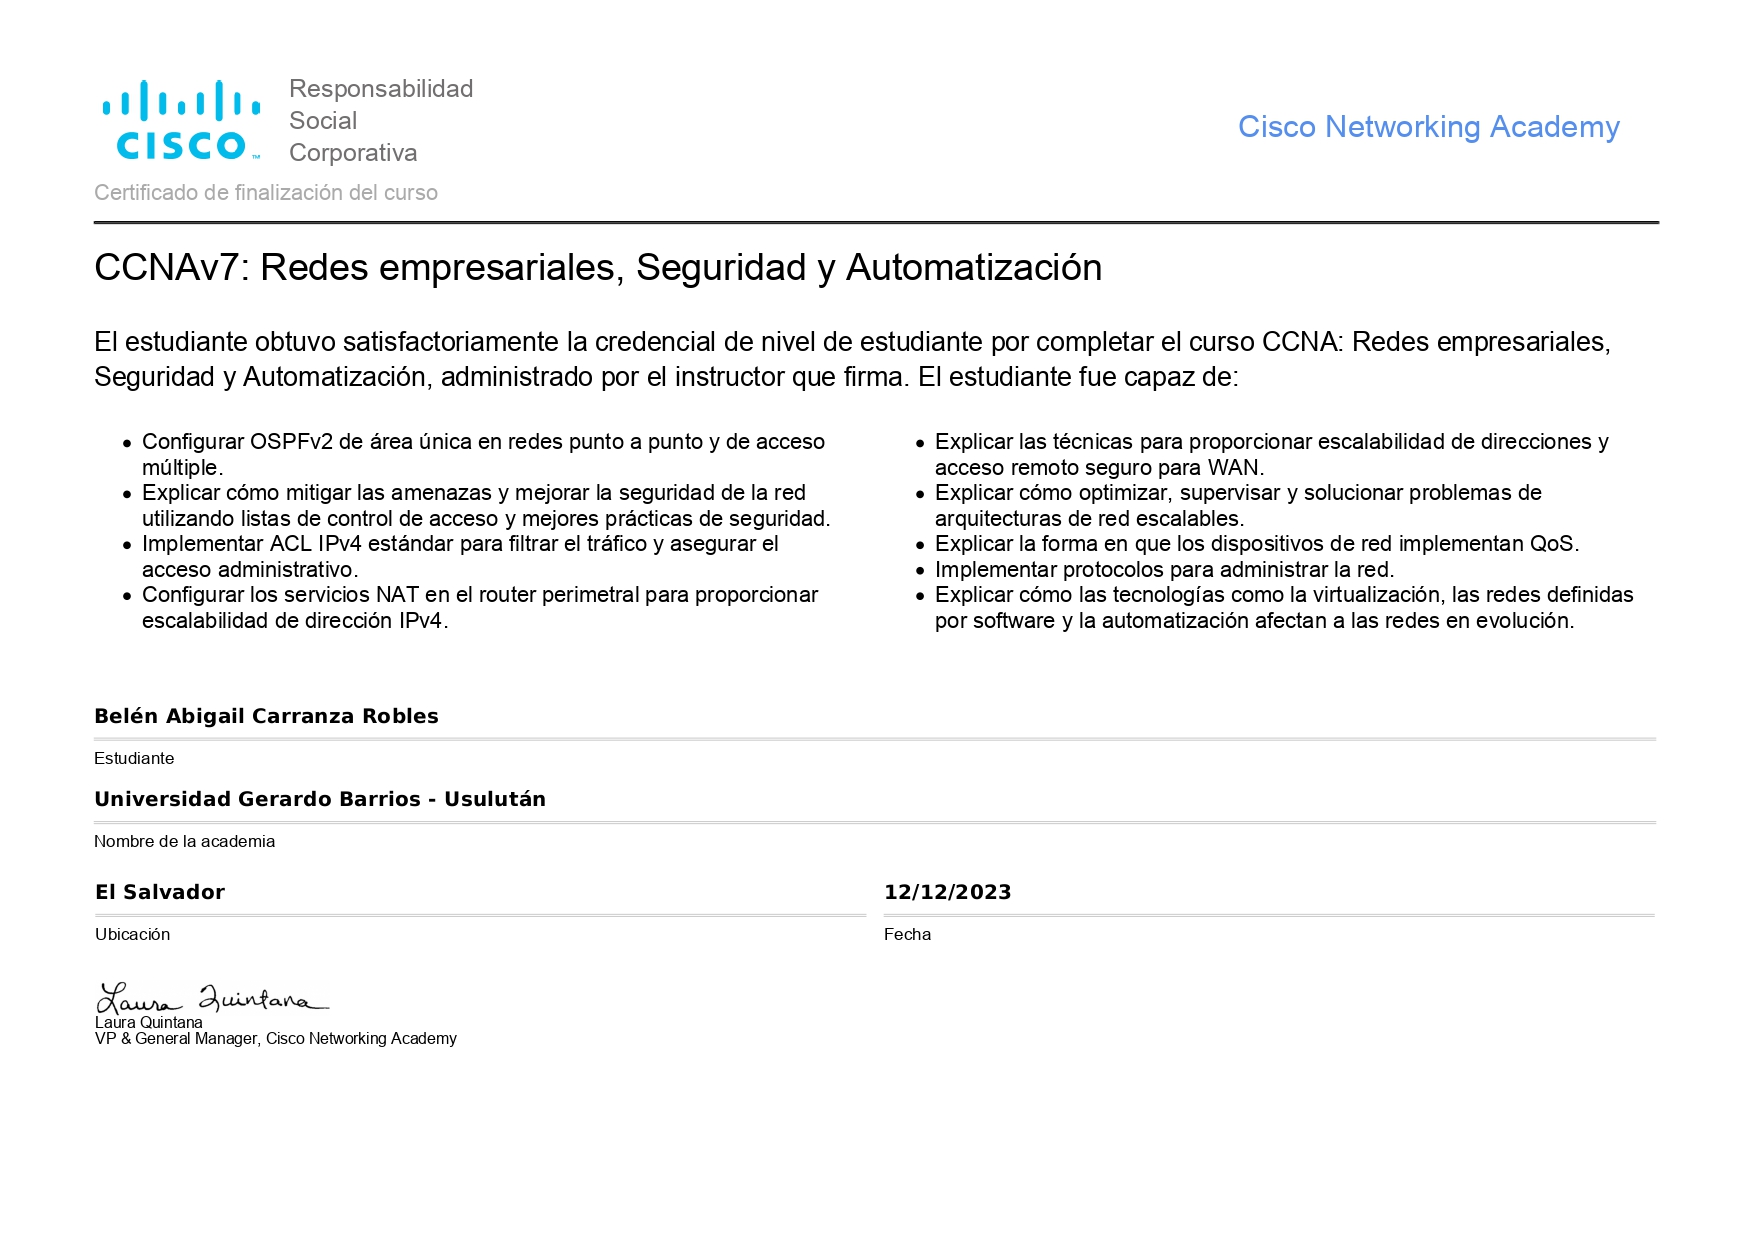 CISCO™
Responsabilidad
Social
Corporativa
Cisco Networking Academy
Certificado de finalización del curso
CCNAv7: Redes empresariales, Seguridad y Automatización
El estudiante obtuvo satisfactoriamente la credencial de nivel de estudiante por completar el curso CCNA: Redes empresariales,
Seguridad y Automatización, administrado por el instructor que firma. El estudiante fue capaz de:
• Configurar OSPFv2 de área única en redes punto a punto y de acceso
múltiple.
• Explicar cómo mitigar las amenazas y mejorar la seguridad de la red
utilizando listas de control de acceso y mejores prácticas de seguridad.
• Implementar ACL IPv4 estándar para filtrar el tráfico y asegurar el
acceso administrativo.
• Configurar los servicios NAT en el router perimetral para proporcionar
escalabilidad de dirección IPv4.
• Explicar las técnicas para proporcionar escalabilidad de direcciones y
acceso remoto seguro para WAN.
• Explicar cómo optimizar, supervisar y solucionar problemas de
arquitecturas de red escalables.
• Explicar la forma en que los dispositivos de red implementan QoS.
• Implementar protocolos para administrar la red.
• Explicar cómo las tecnologías como la virtualización, las redes definidas
por software y la automatización afectan a las redes en evolución.
Belén Abigail Carranza Robles
Estudiante
Universidad Gerardo Barrios - Usulután
Nombre de la academia
El Salvador
Ubicación
12/12/2023
Fecha
Laura Quintana
Laura Quintana
VP & General Manager, Cisco Networking Academy